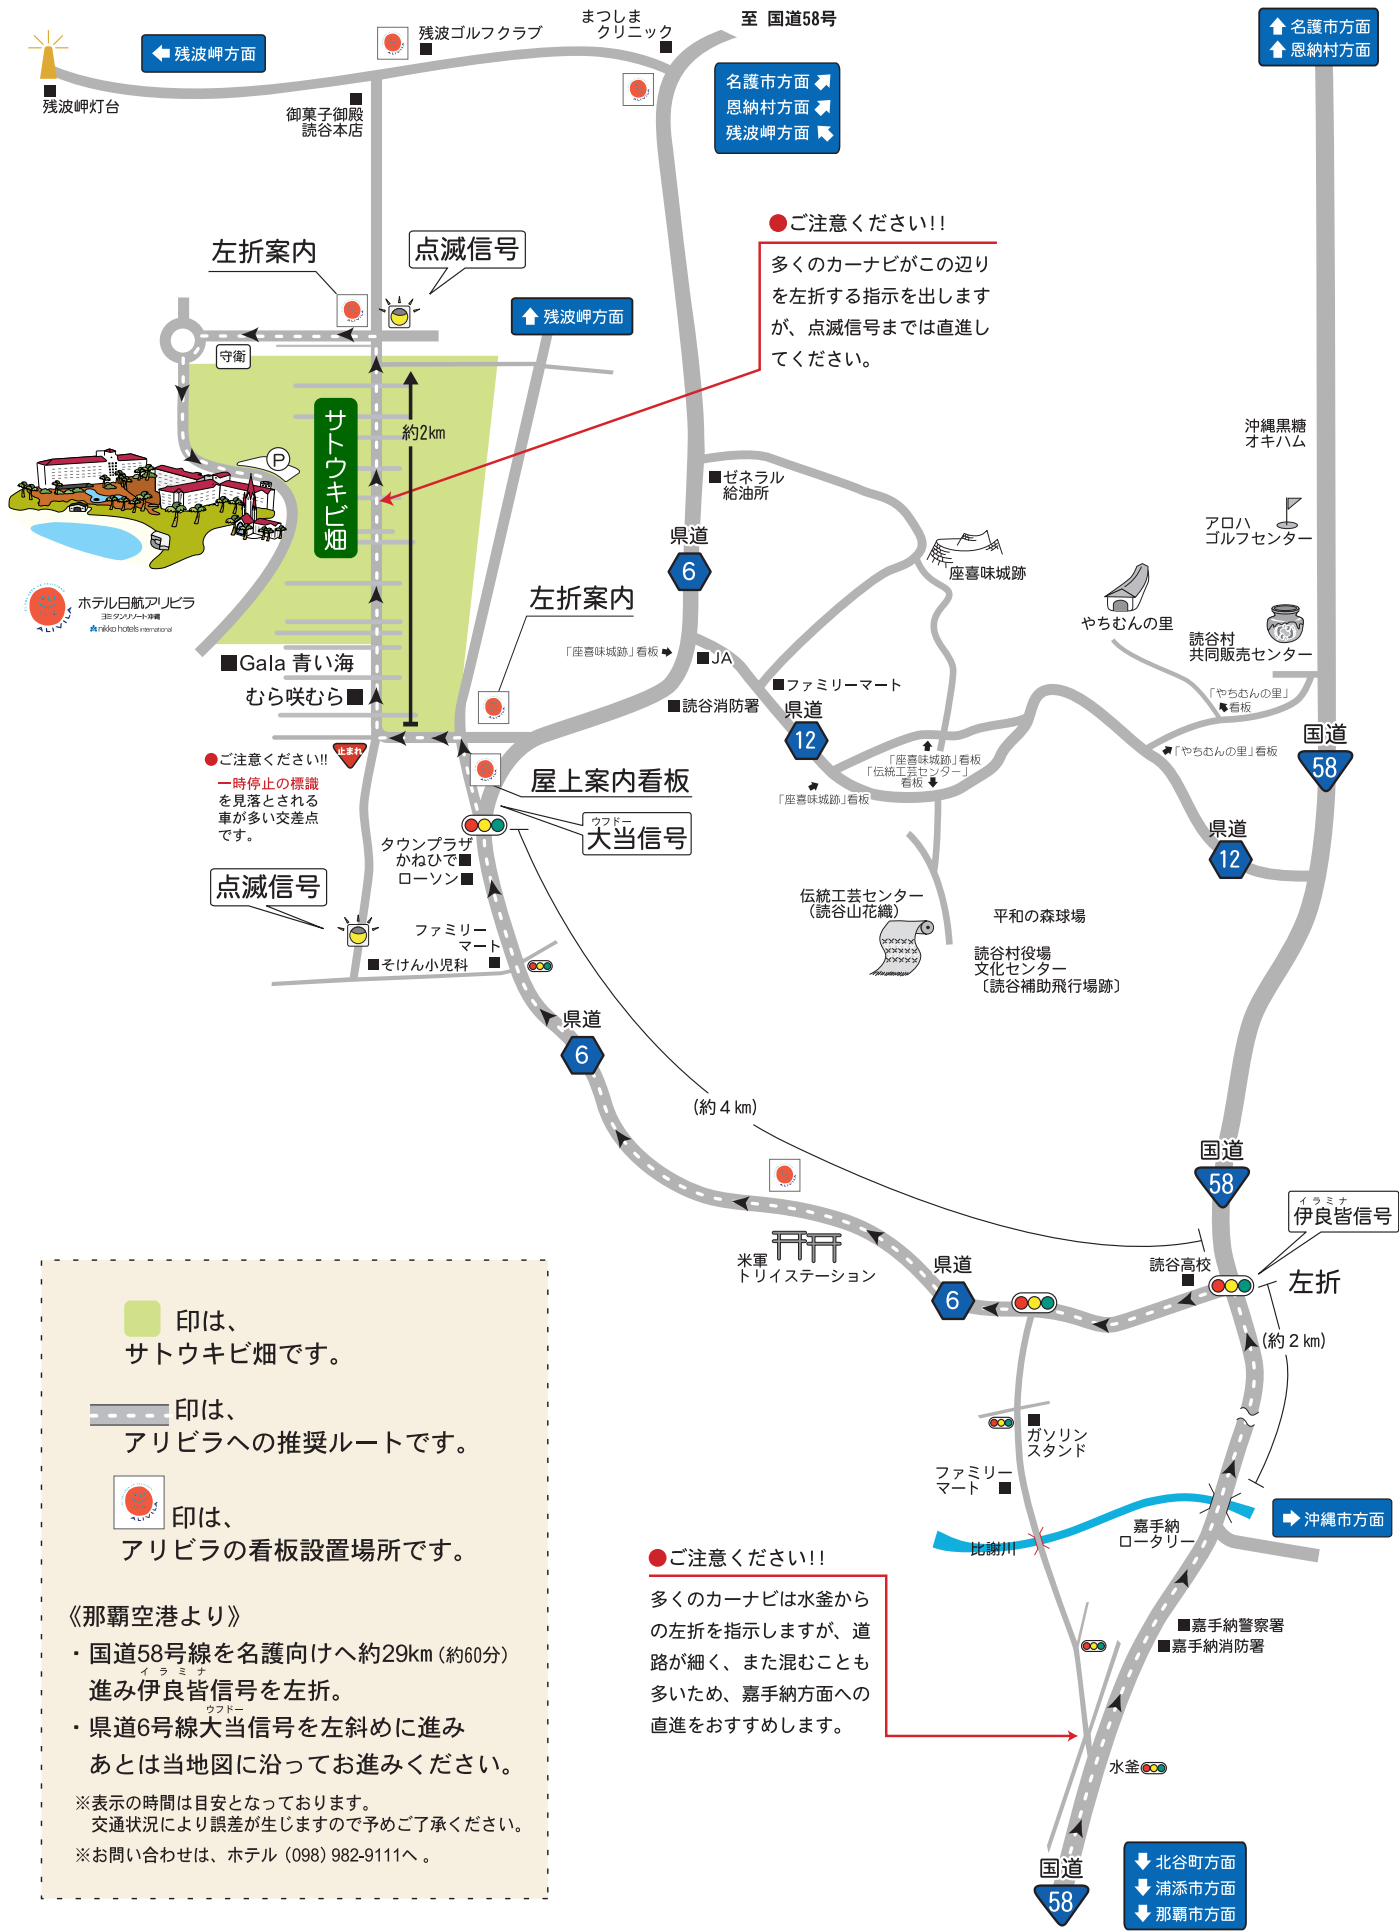 至 国道58号
まつしま
クリニック
残波ゴルフクラブ
残波岬方面
残波岬灯台
御菓子御殿
読谷本店
名護市方面
恩納村方面
残波岬方面
名護市方面
恩納村方面
●ご注意ください!!
多くのカーナビがこの辺り
を左折する指示を出します
が、点滅信号までは直進し
てください。
左折案内
点滅信号
残波岬方面
守衛
サトウキビ畑
約2km
P
ホテル日航アリビラ
ヨミタンリゾート沖縄
nikko hotels international
ALIVILA
沖縄黒糖
オキハム
アロハ
ゴルフセンター
ゼネラル
給油所
県道
6
座喜味城跡
やちむんの里
読谷村
共同販売センター
左折案内
「座喜味城跡」看板
JA
ファミリーマート
読谷消防署
県道
12
「やちむんの里」
看板
「やちむんの里」看板
国道
58
Gala 青い海
むら咲むら
●ご注意ください!!
一時停止の標識
を見落とされる
車が多い交差点
です。
止まれ
屋上案内看板
ウフドー
大当信号
「座喜味城跡」看板
「伝統工芸センター」
看板
「座喜味城跡」看板
県道
12
タウンプラザ
かねひで
ローソン
点滅信号
ファミリー
マート
そけん小児科
伝統工芸センター
(読谷山花織)
平和の森球場
読谷村役場
文化センター
〔読谷補助飛行場跡〕
県道
6
(約4km)
国道
58
イラミナ
伊良皆信号
読谷高校
左折
米軍
トリイステーション
県道
6
(約2km)
ガソリン
スタンド
ファミリー
マート
比謝川
嘉手納
ロータリー
沖縄市方面
●ご注意ください!!
多くのカーナビは水釜から
の左折を指示しますが、道
路が細く、また混むことも
多いため、嘉手納方面への
直進をおすすめします。
嘉手納警察署
嘉手納消防署
水釜
国道
58
北谷町方面
浦添市方面
那覇市方面
印は、
サトウキビ畑です。
印は、
アリビラへの推奨ルートです。
ALIVILA
印は、
アリビラの看板設置場所です。
《那覇空港より》
・国道58号線を名護向けへ約29km(約60分)
イラミナ
進み伊良皆信号を左折。
ウフドー
・県道6号線大当信号を左斜めに進み
あとは当地図に沿ってお進みください。
※表示の時間は目安となっております。
交通状況により誤差が生じますので予めご了承ください。
※お問い合わせは、ホテル(098)982-9111へ。